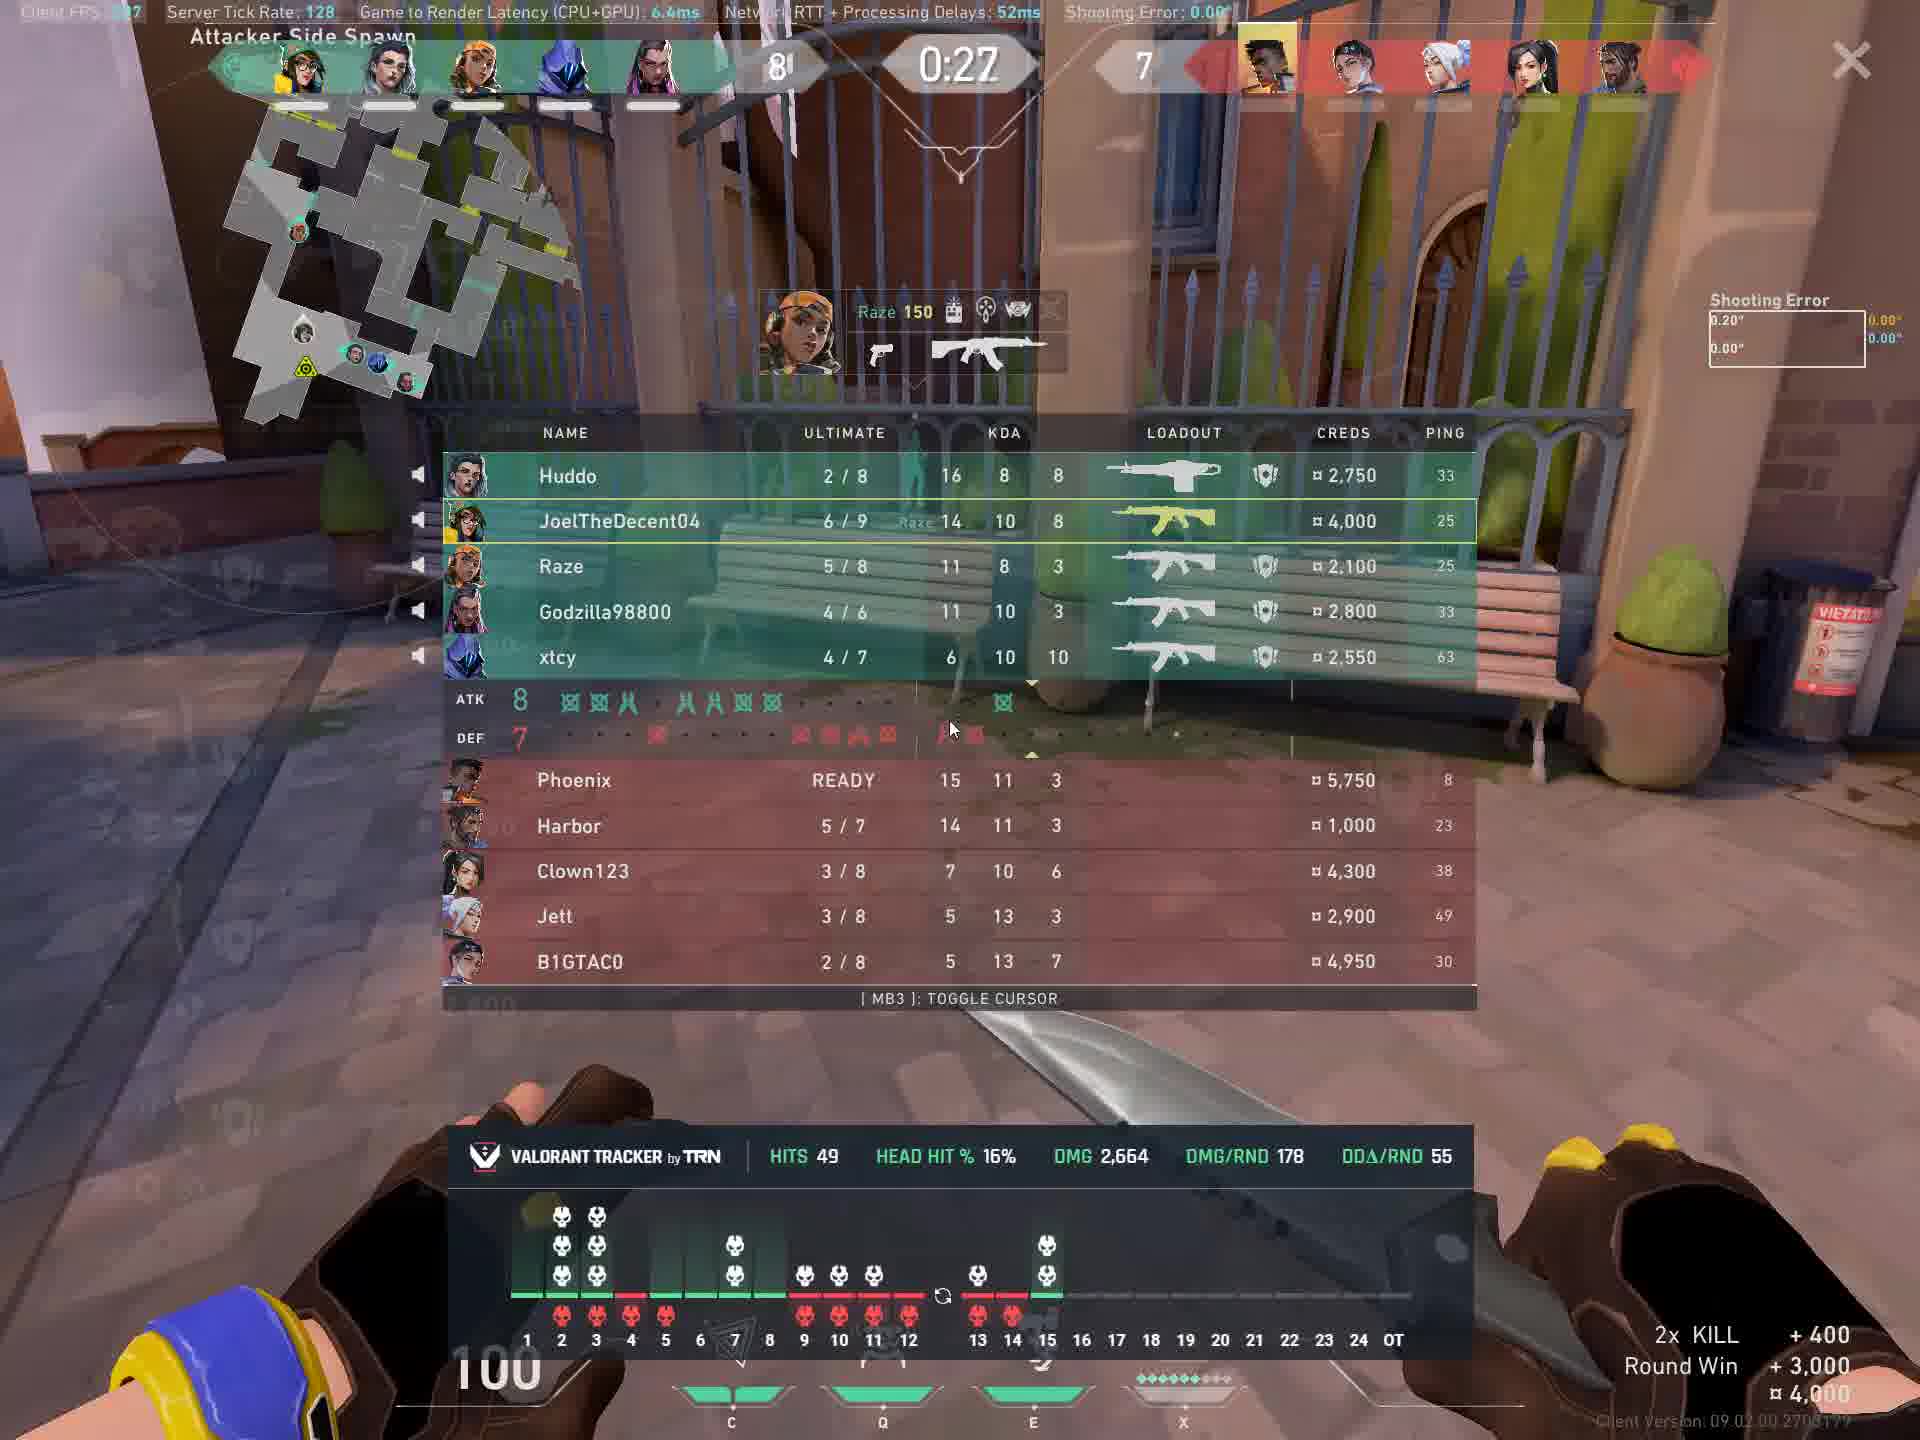 Client FPS: 
Server Tick Rate: 128
Game to Render Latency (CPU+GPU): 6.4ms
Network RTT + Processing Delays: 52ms
Shooting Error: 0.00°
Attacker Side Spawn
8
0:27
7
Raze 150
Shooting Error
0.20°
0.00°
0.00°
0.00°
NAME ULTIMATE KDA LOADOUT CREDS PING
Huddo 2 / 8 16 8 8 ¤ 2,750 33
JoelTheDecent04 6 / 9 Raze 14 10 8 ¤ 4,000 25
Raze 5 / 8 11 8 3 ¤ 2,100 25
Godzilla98800 4 / 6 11 10 3 ¤ 2,800 33
xtcy 4 / 7 6 10 10 ¤ 2,550 63
ATK 8
DEF 7
Phoenix READY 15 11 3 ¤ 5,750 8
Harbor 5 / 7 14 11 3 ¤ 1,000 23
Clown123 3 / 8 7 10 6 ¤ 4,300 38
Jett 3 / 8 5 13 3 ¤ 2,900 49
B1GTAC0 2 / 8 5 13 7 ¤ 4,950 30
[ MB3 ]: TOGGLE CURSOR
VALORANT TRACKER by TRN HITS 49 HEAD HIT % 16% DMG 2,664 DMG/RND 178 DDΔ/RND 55
1 2 3 4 5 6 7 8 9 10 11 12 13 14 15 16 17 18 19 20 21 22 23 24 OT
100
C Q E X
2x KILL + 400
Round Win + 3,000
¤ 4,000
Client Version: 09.02.00.2703179